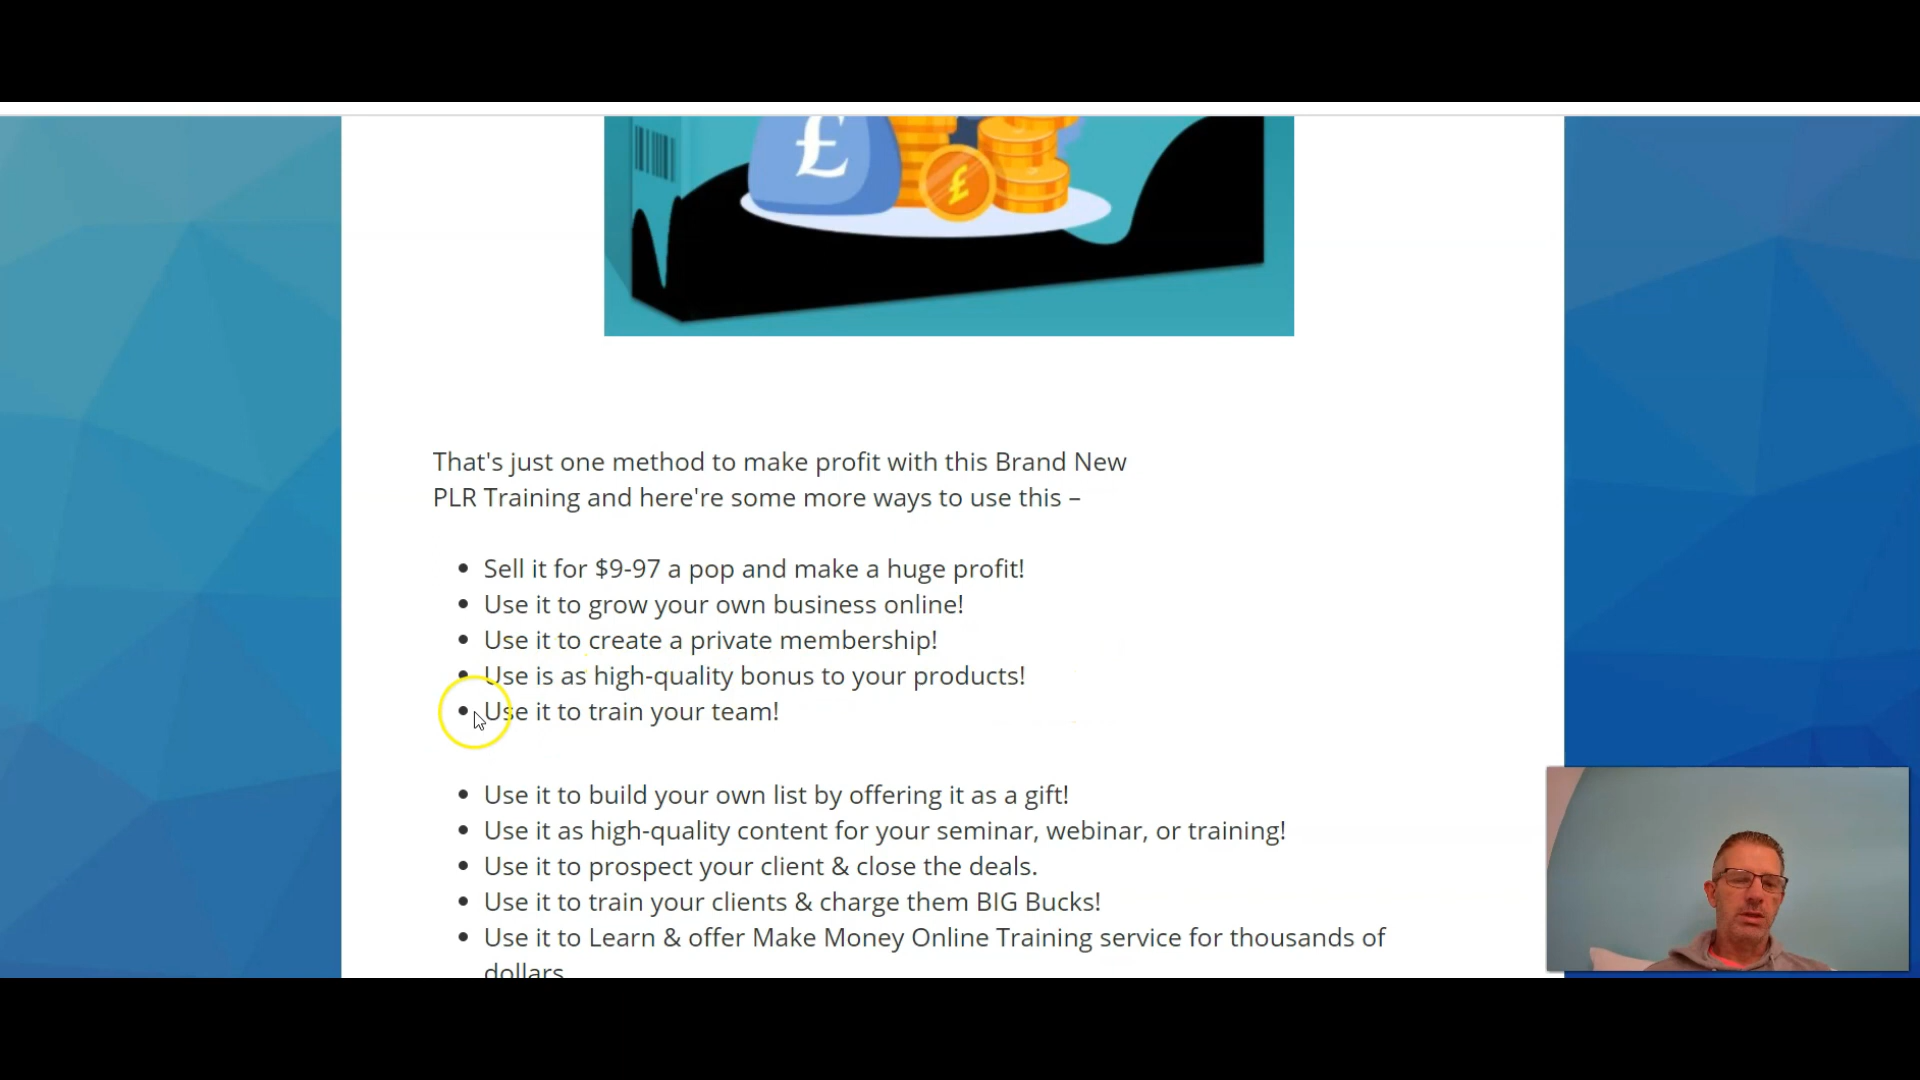 £
£
That's just one method to make profit with this Brand New
PLR Training and here're some more ways to use this –
• Sell it for $9-97 a pop and make a huge profit!
• Use it to grow your own business online!
• Use it to create a private membership!
• Use is as high-quality bonus to your products!
• Use it to train your team!
• Use it to build your own list by offering it as a gift!
• Use it as high-quality content for your seminar, webinar, or training!
• Use it to prospect your client & close the deals.
• Use it to train your clients & charge them BIG Bucks!
• Use it to Learn & offer Make Money Online Training service for thousands of
dollars